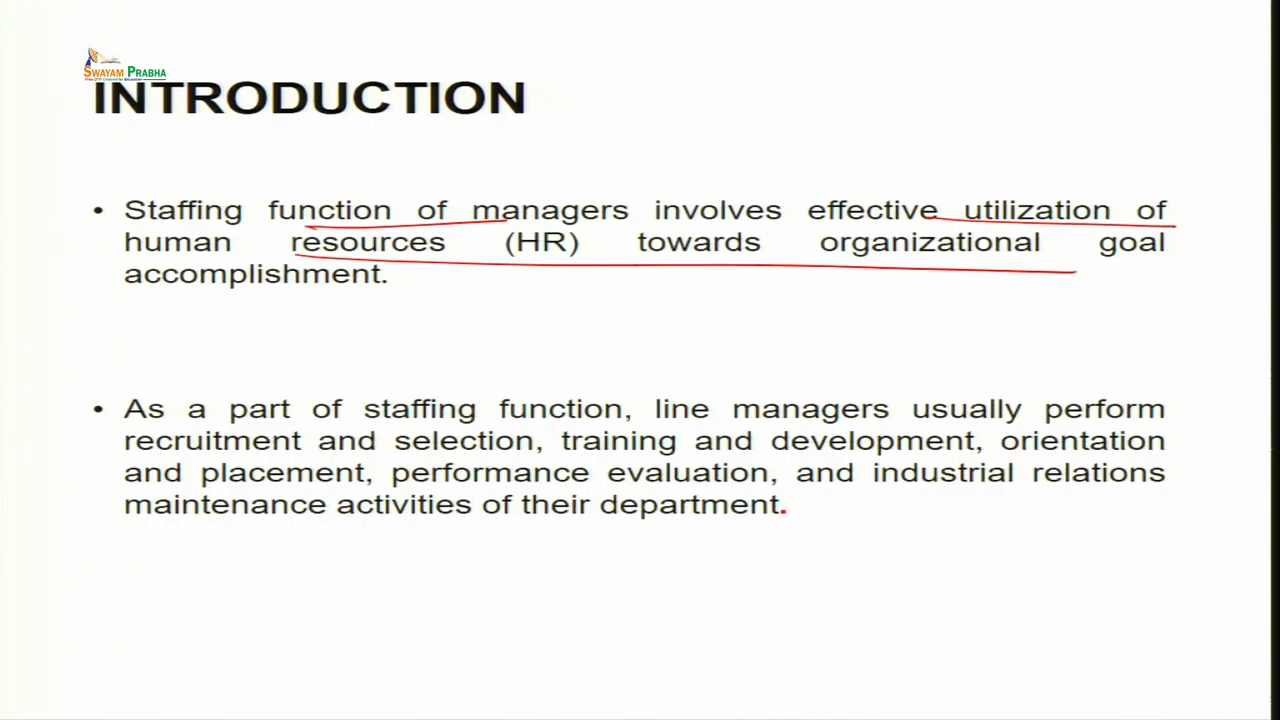 SWAYAM PRABHA
INTRODUCTION
• Staffing function of managers involves effective utilization of
human resources (HR) towards organizational goal
accomplishment.
• As a part of staffing function, line managers usually perform
recruitment and selection, training and development, orientation
and placement, performance evaluation, and industrial relations
maintenance activities of their department.